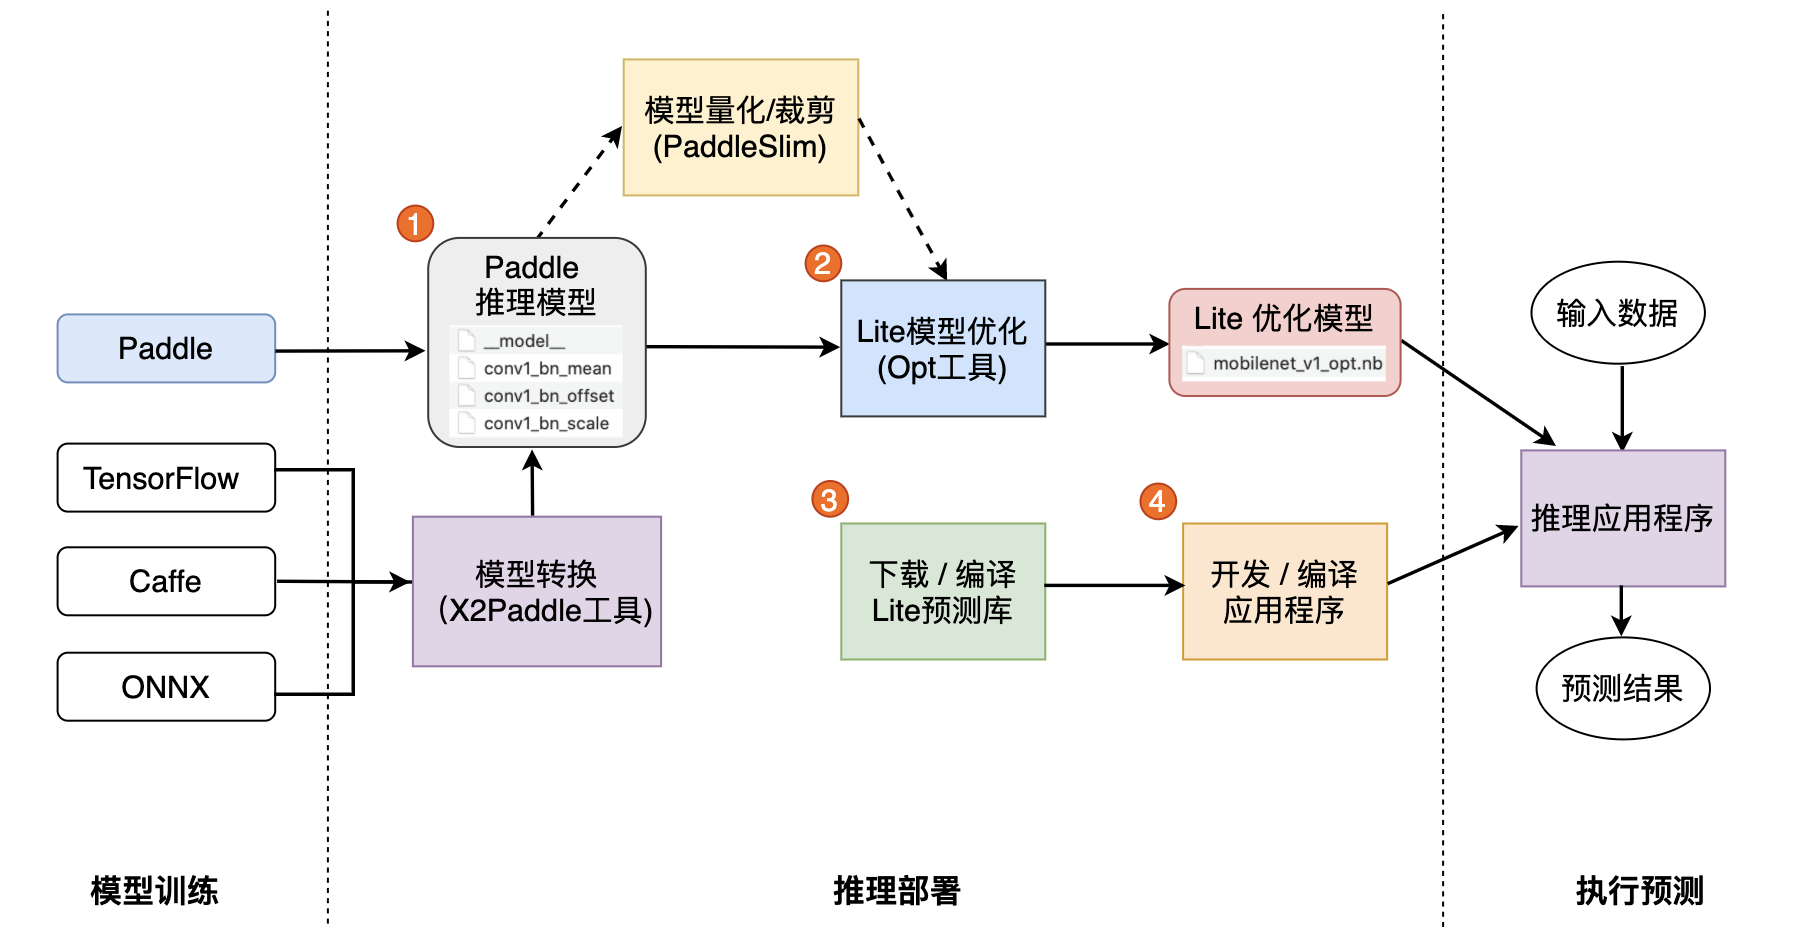 模型量化/裁剪
(PaddleSlim)
1
Paddle
推理模型
__model__
conv1_bn_mean
conv1_bn_offset
conv1_bn_scale
2
Lite模型优化
(Opt工具)
Lite 优化模型
mobilenet_v1_opt.nb
输入数据
Paddle
TensorFlow
Caffe
ONNX
模型转换
（X2Paddle工具)
3
下载 / 编译
Lite预测库
4
开发 / 编译
应用程序
推理应用程序
预测结果
模型训练
推理部署
执行预测